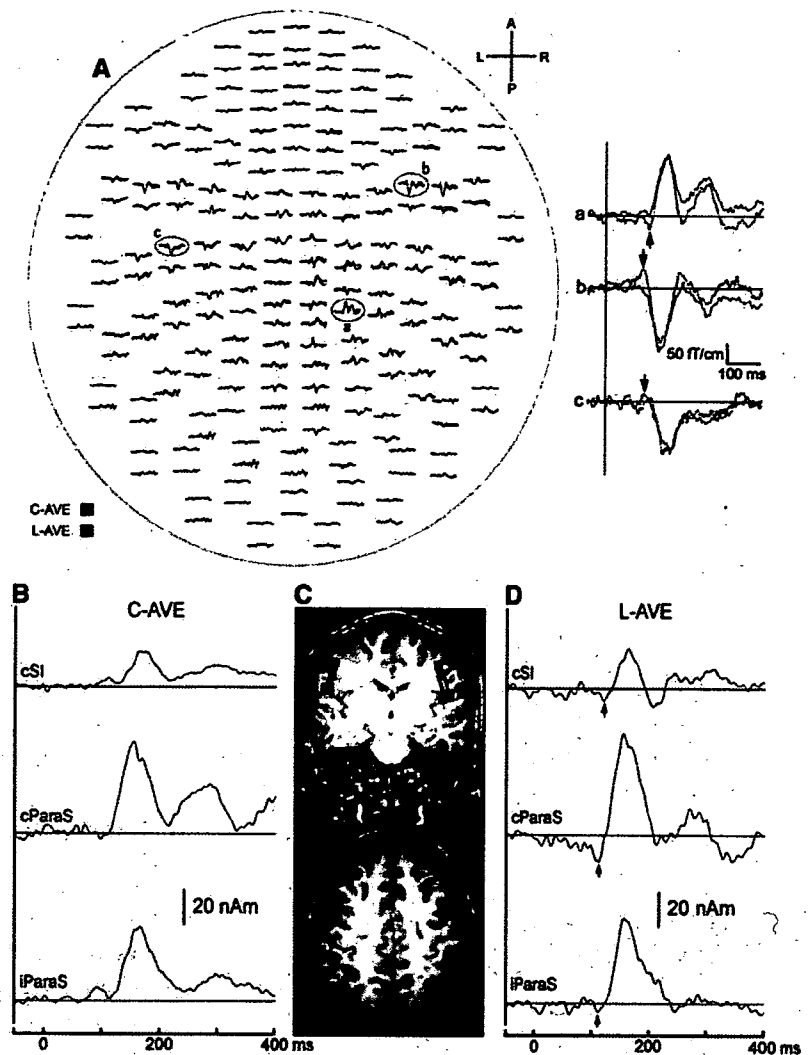 A
A
L R
P
b
c
a
a
b
50 fT/cm
100 ms
c
C-AVE
L-AVE
B
C-AVE
cSI
cParaS
20 nAm
iParaS
0 200 400 ms
C
D
L-AVE
cSI
cParaS
20 nAm
iParaS
0 200 400 ms